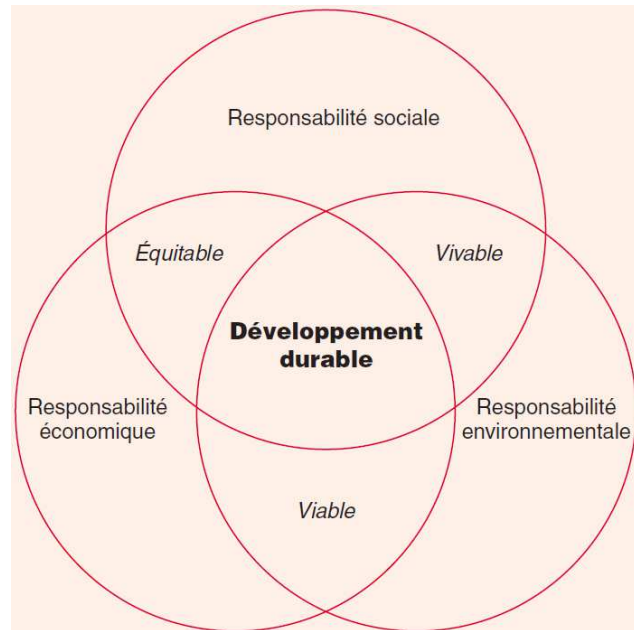 Responsabilité sociale
Équitable
Vivable
Développement
durable
Responsabilité
économique
Responsabilité
environnementale
Viable